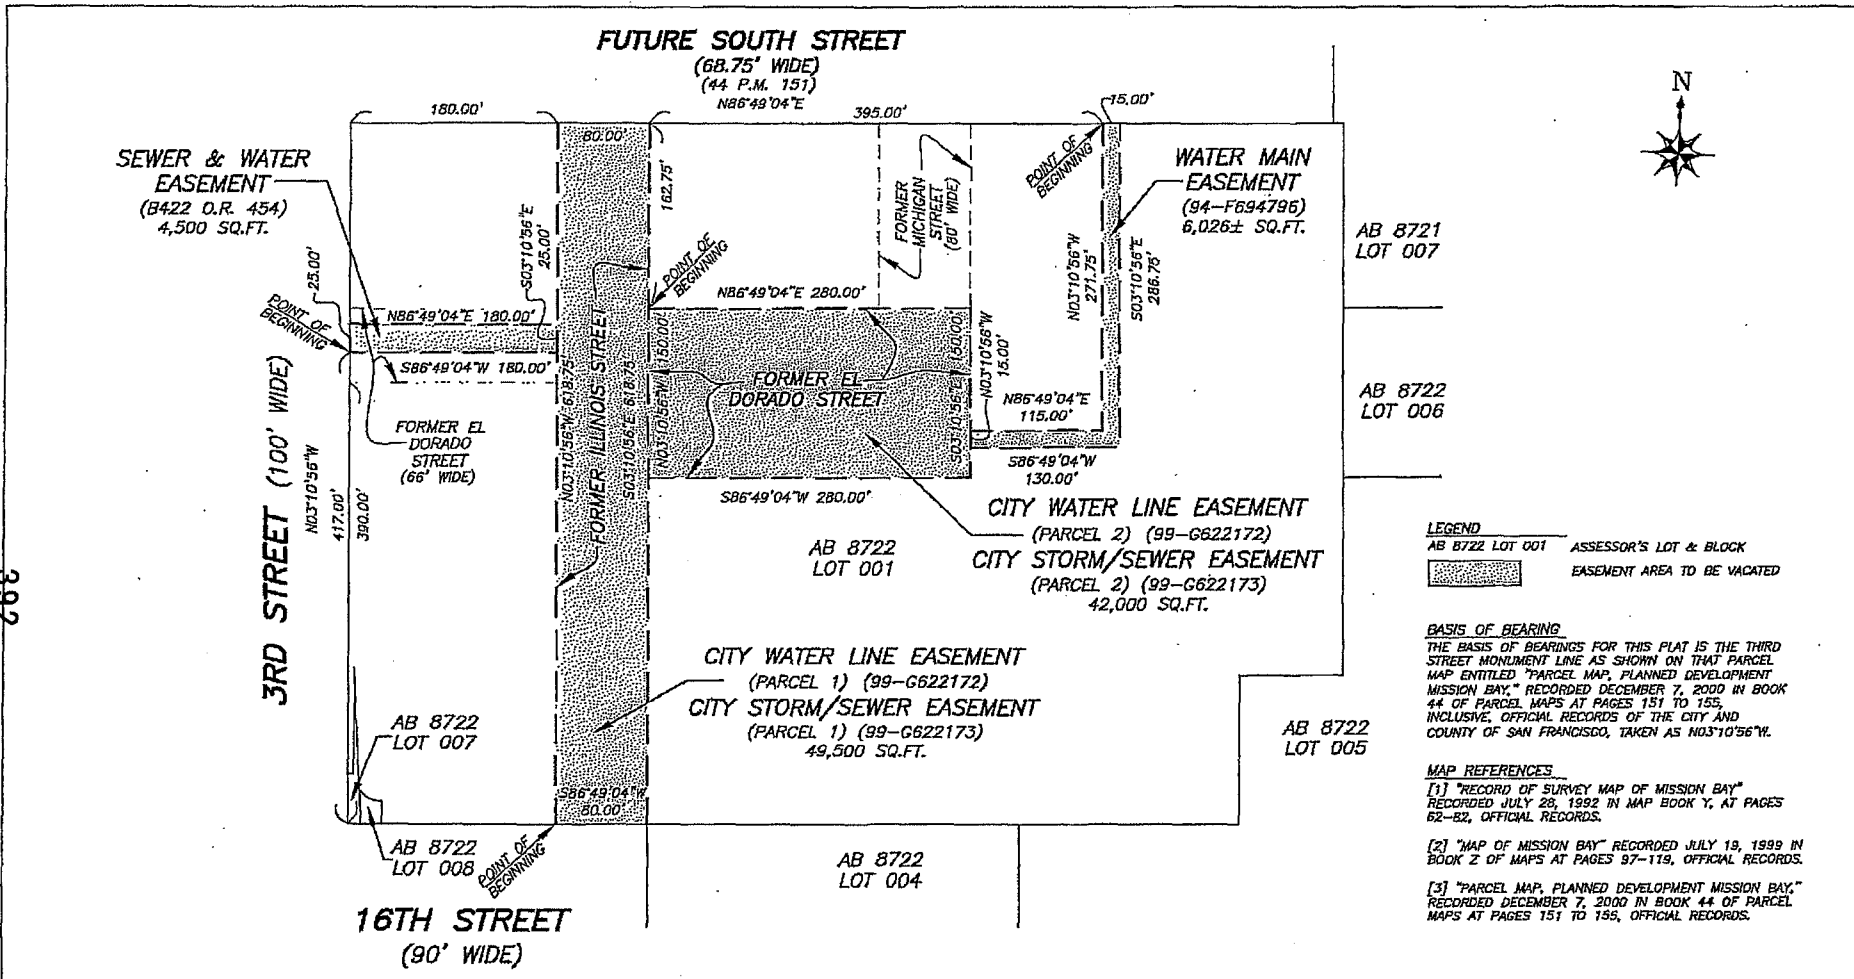 FUTURE SOUTH STREET
(68.75' WIDE)
(44 P.M. 151)
N86°49'04"E
180.00'
80.00'
395.00'
15.00'
N
SEWER & WATER
EASEMENT
(B422 O.R. 454)
4,500 SQ.FT.
25.00'
POINT OF
BEGINNING
S03°10'56"E
25.00'
N86°49'04"E 180.00'
S86°49'04"W 180.00'
162.75'
POINT OF
BEGINNING
FORMER
MICHIGAN
STREET
(80' WIDE)
POINT OF
BEGINNING
WATER MAIN
EASEMENT
(94-F694796)
6,026± SQ.FT.
N03°10'56"W
271.75'
S03°10'56"E
286.75'
AB 8721
LOT 007
N86°49'04"E 280.00'
N03°10'56"W 150.00'
FORMER EL
DORADO STREET
S03°10'56"E 150.00'
N03°10'56"W
15.00'
N86°49'04"E
115.00'
S86°49'04"W
130.00'
S86°49'04"W 280.00'
AB 8722
LOT 006
FORMER EL
DORADO
STREET
(66' WIDE)
3RD STREET (100' WIDE)
N03°10'56"W
417.00'
390.00'
N03°10'56"W 618.75'
FORMER ILLINOIS STREET
S03°10'56"E 618.75'
CITY WATER LINE EASEMENT
(PARCEL 2) (99-G622172)
CITY STORM/SEWER EASEMENT
(PARCEL 2) (99-G622173)
42,000 SQ.FT.
AB 8722
LOT 001
CITY WATER LINE EASEMENT
(PARCEL 1) (99-G622172)
CITY STORM/SEWER EASEMENT
(PARCEL 1) (99-G622173)
49,500 SQ.FT.
AB 8722
LOT 007
S86°49'04"W
80.00'
AB 8722
LOT 005
AB 8722
LOT 008
POINT OF
BEGINNING
AB 8722
LOT 004
16TH STREET
(90' WIDE)
LEGEND
AB 8722 LOT 001 ASSESSOR'S LOT & BLOCK
EASEMENT AREA TO BE VACATED
BASIS OF BEARING
THE BASIS OF BEARINGS FOR THIS PLAT IS THE THIRD
STREET MONUMENT LINE AS SHOWN ON THAT PARCEL
MAP ENTITLED "PARCEL MAP, PLANNED DEVELOPMENT
MISSION BAY," RECORDED DECEMBER 7, 2000 IN BOOK
44 OF PARCEL MAPS AT PAGES 151 TO 155,
INCLUSIVE, OFFICIAL RECORDS OF THE CITY AND
COUNTY OF SAN FRANCISCO, TAKEN AS N03°10'56"W.
MAP REFERENCES
[1] "RECORD OF SURVEY MAP OF MISSION BAY"
RECORDED JULY 28, 1992 IN MAP BOOK Y, AT PAGES
62-82, OFFICIAL RECORDS.
[2] "MAP OF MISSION BAY" RECORDED JULY 19, 1999 IN
BOOK Z OF MAPS AT PAGES 97-119, OFFICIAL RECORDS.
[3] "PARCEL MAP, PLANNED DEVELOPMENT MISSION BAY,"
RECORDED DECEMBER 7, 2000 IN BOOK 44 OF PARCEL
MAPS AT PAGES 151 TO 155, OFFICIAL RECORDS.